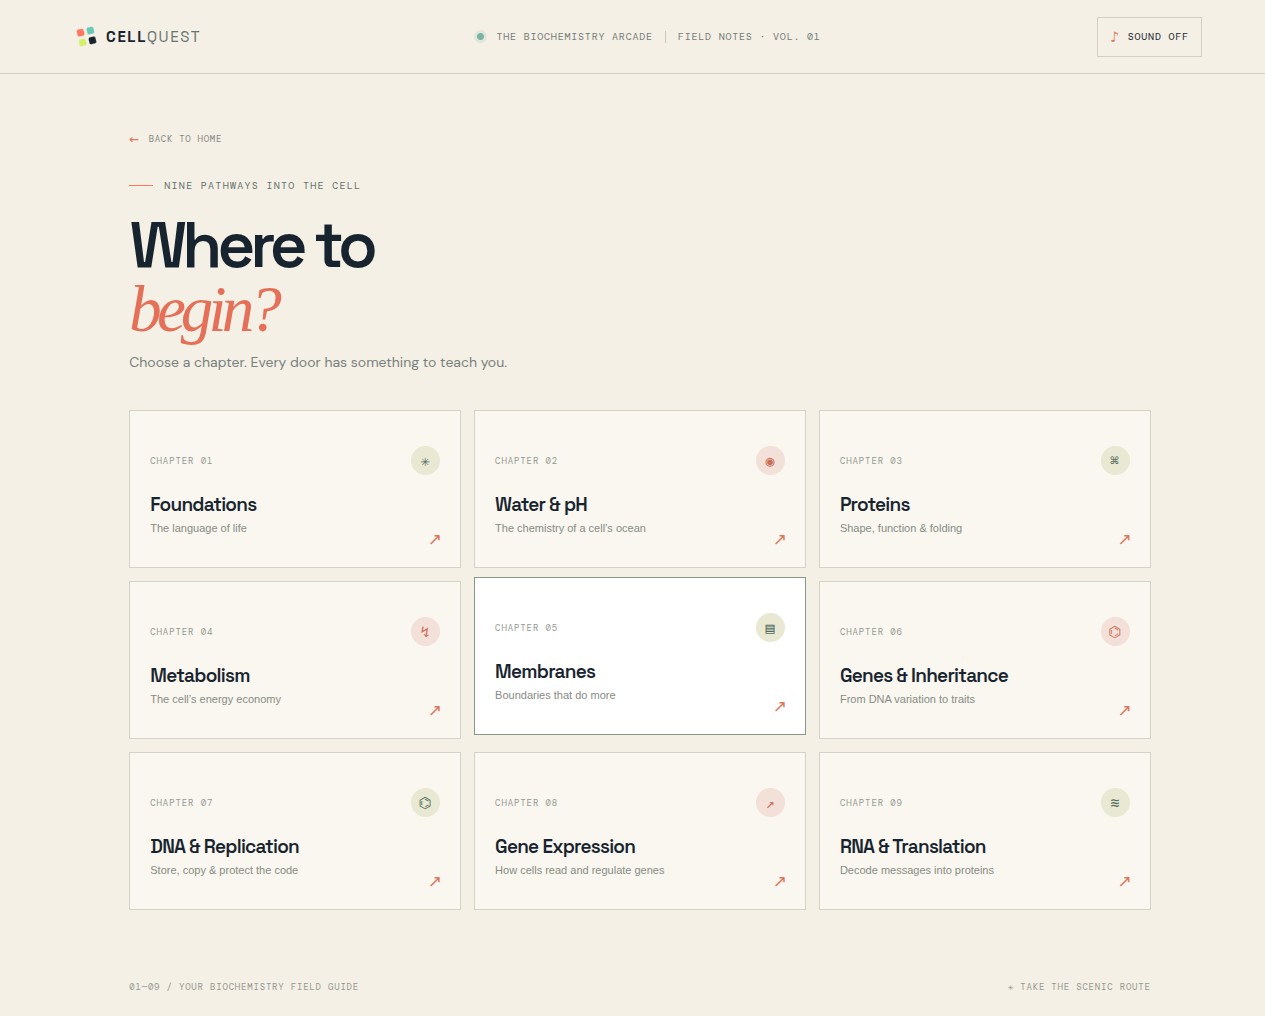 CELLQUEST
THE BIOCHEMISTRY ARCADE | FIELD NOTES · VOL. 01
♪ SOUND OFF
← BACK TO HOME
NINE PATHWAYS INTO THE CELL
Where to
begin?
Choose a chapter. Every door has something to teach you.
CHAPTER 01
Foundations
The language of life
↗
CHAPTER 02
Water & pH
The chemistry of a cell's ocean
↗
CHAPTER 03
Proteins
Shape, function & folding
↗
CHAPTER 04
Metabolism
The cell's energy economy
↗
CHAPTER 05
Membranes
Boundaries that do more
↗
CHAPTER 06
Genes & Inheritance
From DNA variation to traits
↗
CHAPTER 07
DNA & Replication
Store, copy & protect the code
↗
CHAPTER 08
Gene Expression
How cells read and regulate genes
↗
CHAPTER 09
RNA & Translation
Decode messages into proteins
↗
01—09 / YOUR BIOCHEMISTRY FIELD GUIDE
✳ TAKE THE SCENIC ROUTE